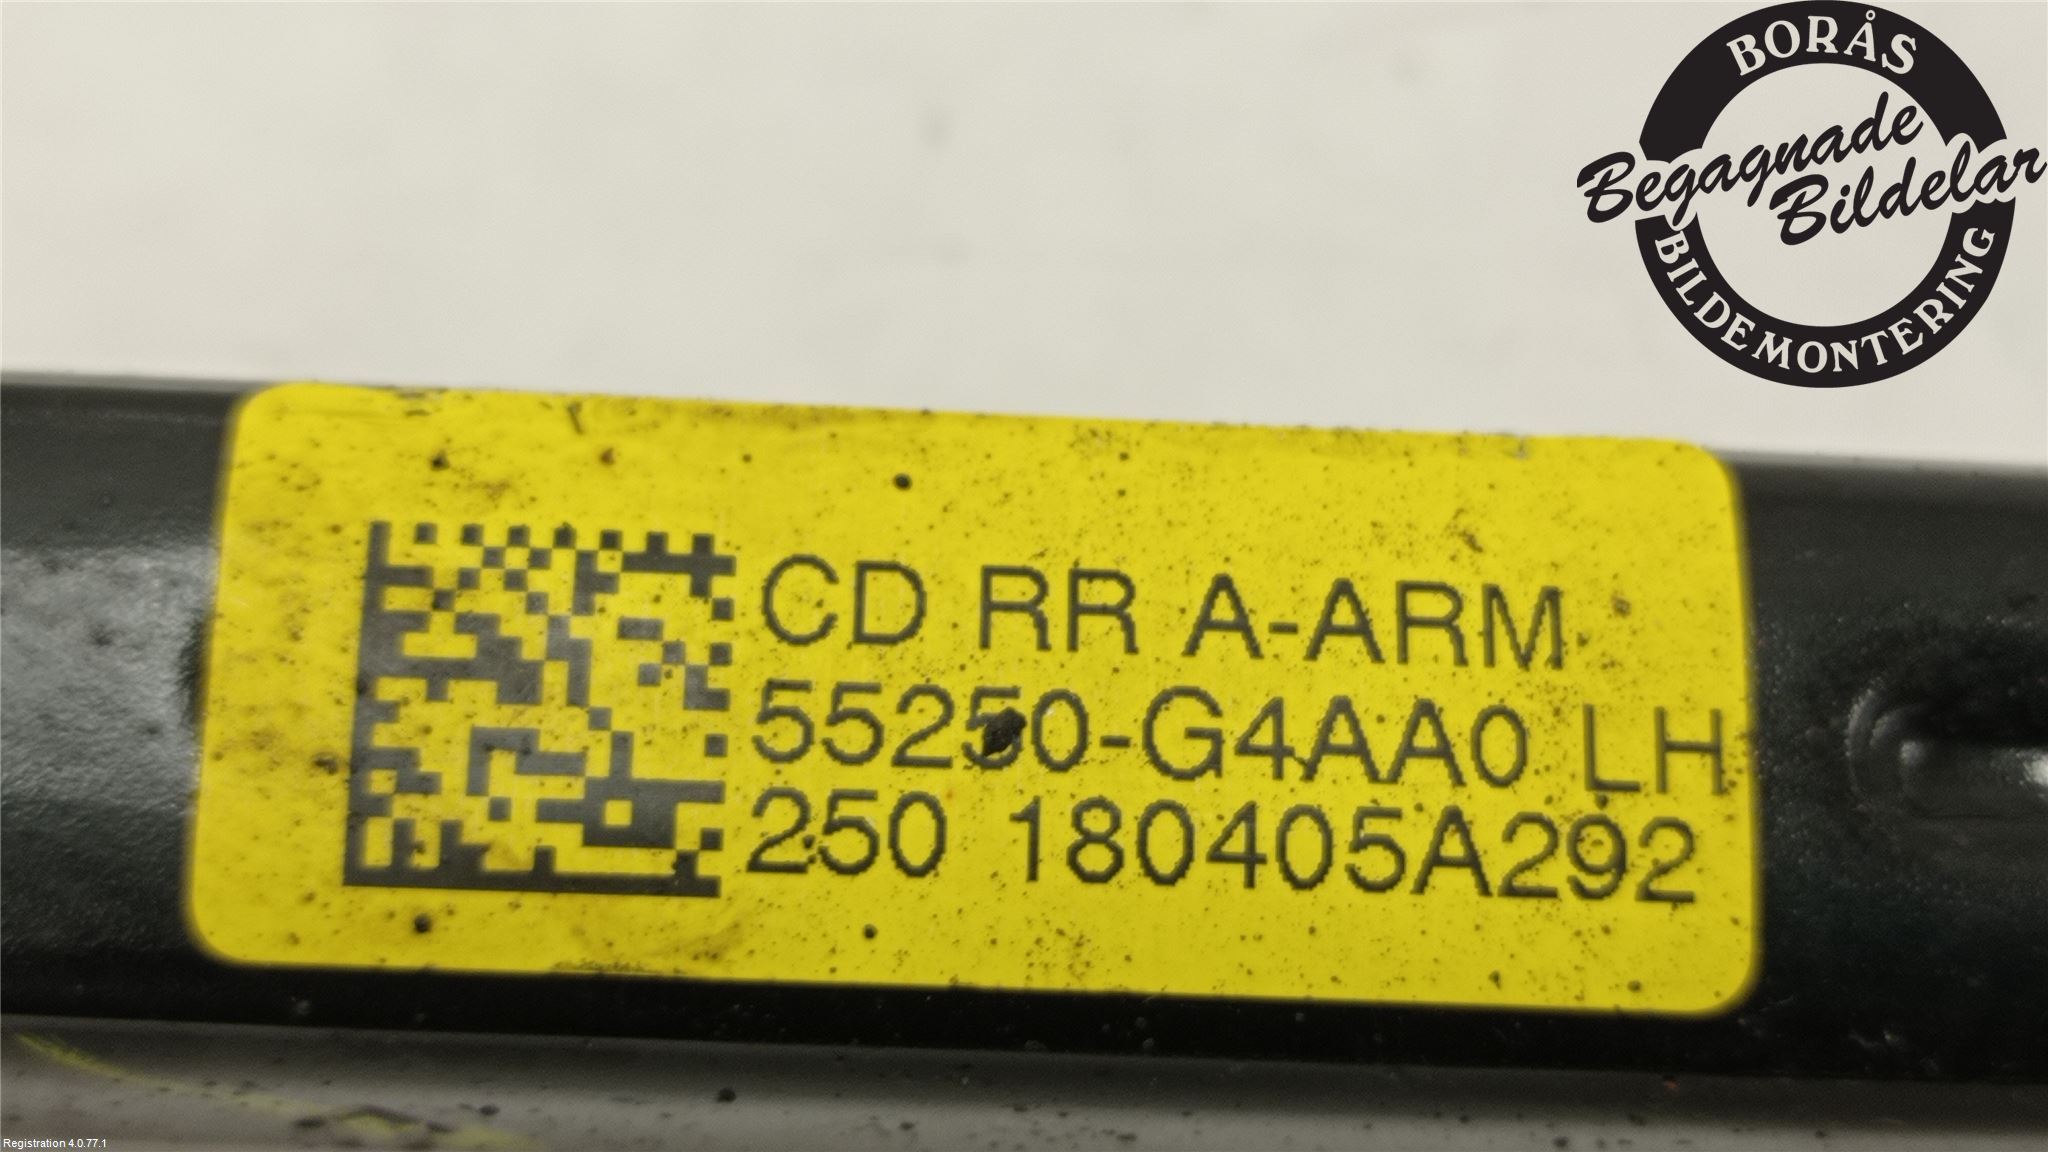 BORÅS
Begagnade
Bildelar
BILDEMONTERING
CD RR A-ARM
55250-G4AA0 LH
250 180405A292
Registration 4.0.77.1